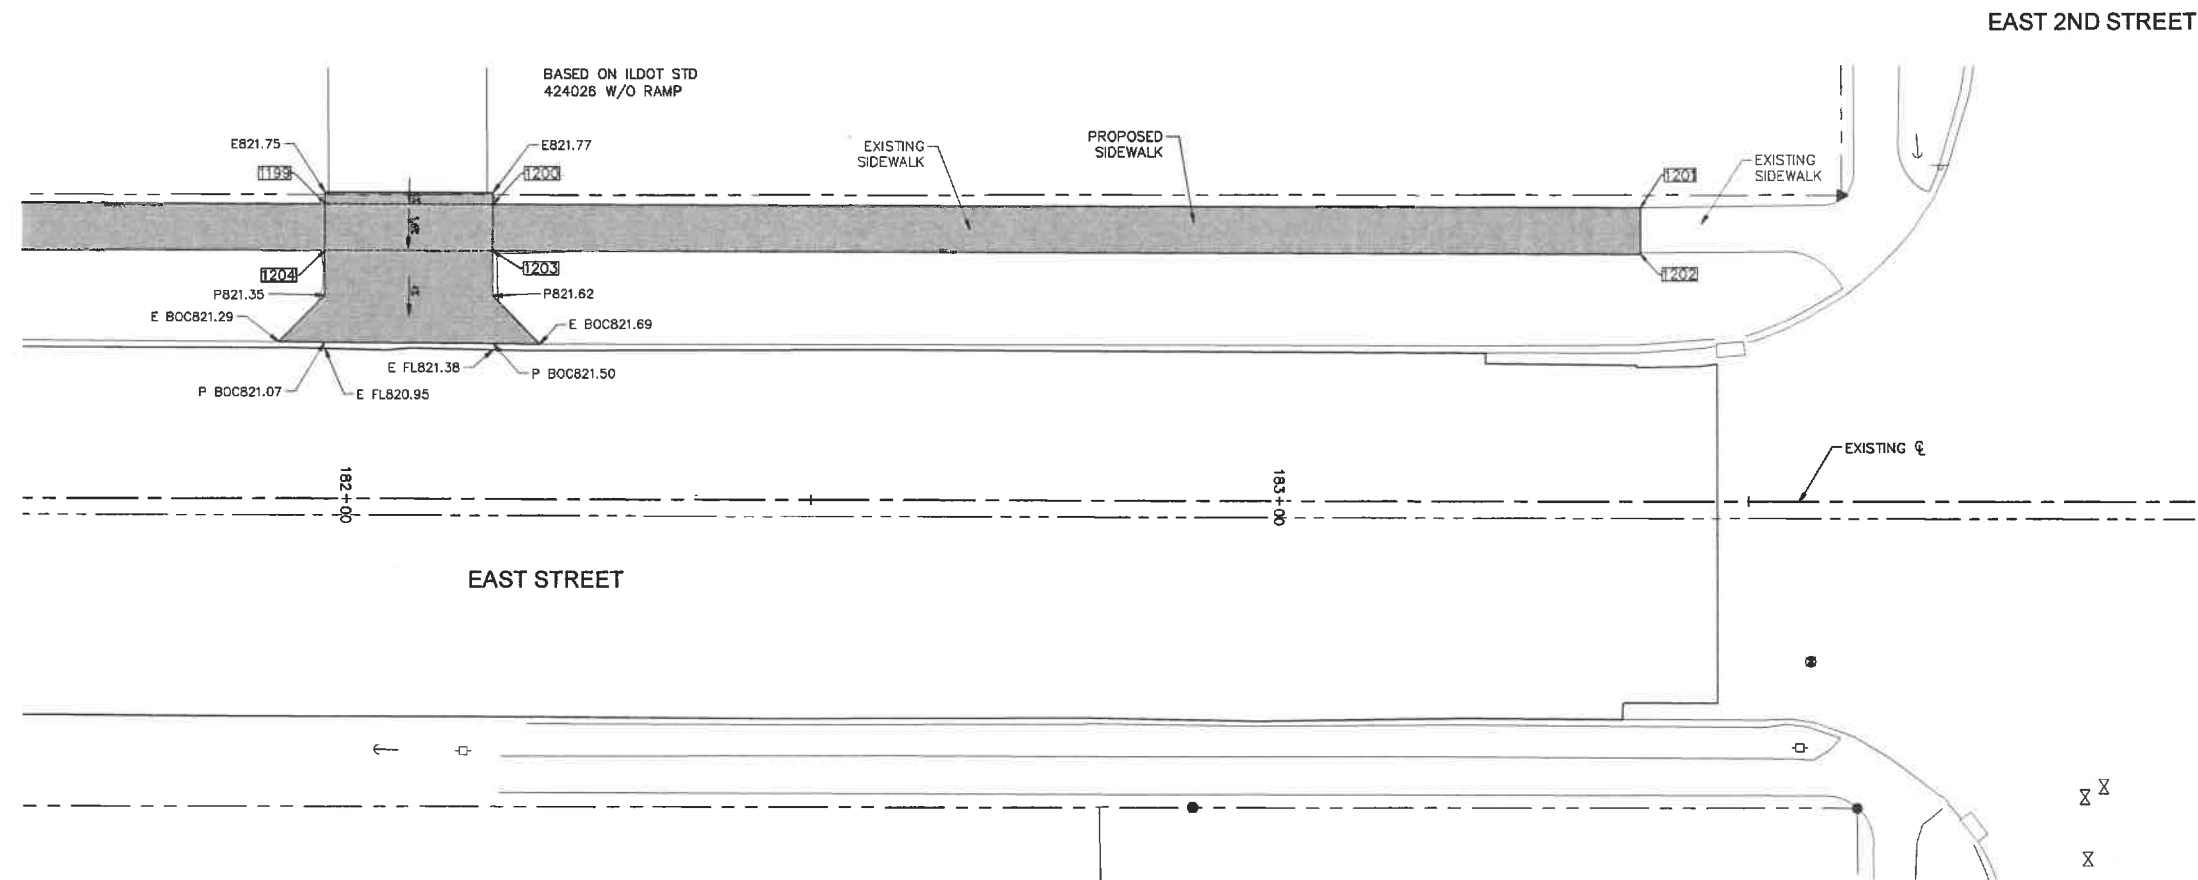 EAST 2ND STREET
BASED ON ILDOT STD
424026 W/O RAMP
E821.75
E821.77
1199
1200
EXISTING
SIDEWALK
PROPOSED
SIDEWALK
EXISTING
SIDEWALK
1201
1204
1203
1202
P821.35
P821.62
E BOC821.29
E BOC821.69
E FL821.38
P BOC821.50
P BOC821.07
E FL820.95
EXISTING ℄
182+00
183+00
EAST STREET